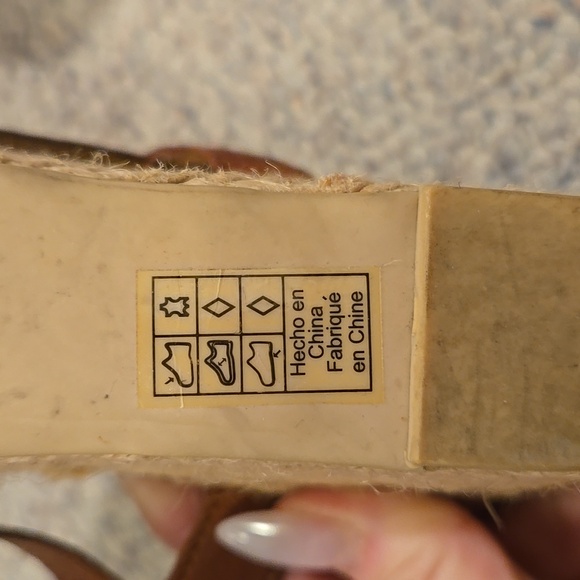 Hecho en
China
Fabriqué
en Chine